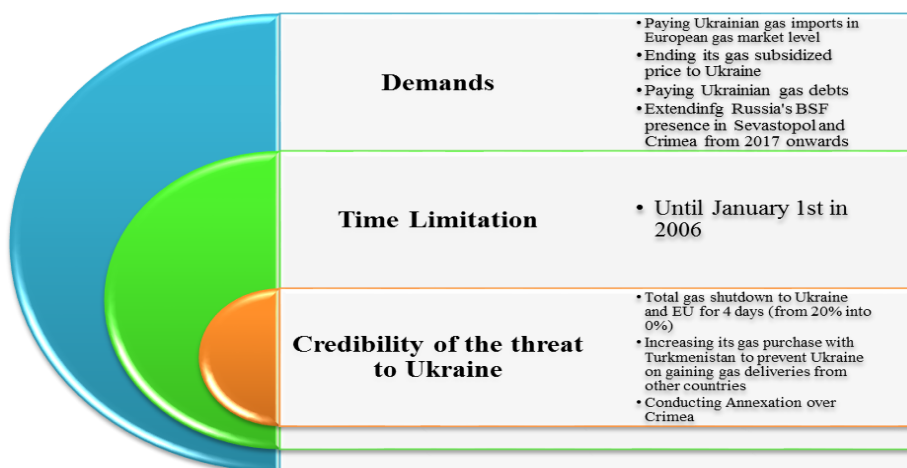 Demands
• Paying Ukrainian gas imports in
European gas market level
• Ending its gas subsidized
price to Ukraine
• Paying Ukrainian gas debts
• Extendinfg Russia's BSF
presence in Sevastopol and
Crimea from 2017 onwards
Time Limitation
• Until January 1st in
2006
Credibility of the threat
to Ukraine
• Total gas shutdown to Ukraine
and EU for 4 days (from 20% into
0%)
• Increasing its gas purchase with
Turkmenistan to prevent Ukraine
on gaining gas deliveries from
other countries
• Conducting Annexation over
Crimea